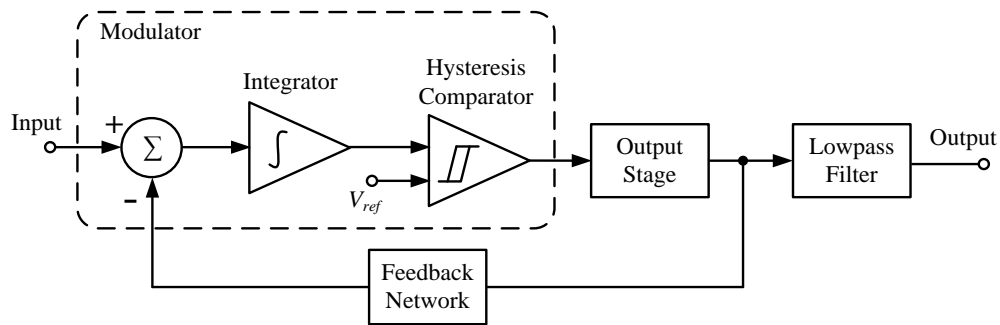 Modulator
Integrator
Hysteresis
Comparator
Input
+
Σ
-
∫
V_ref
Output
Stage
Lowpass
Filter
Output
Feedback
Network